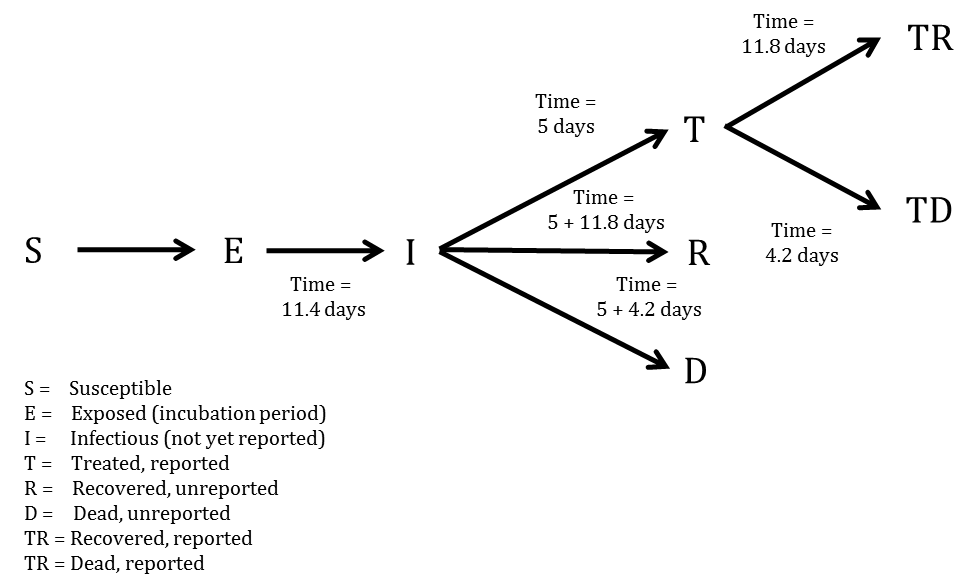 Time =
11.8 days
TR
Time =
5 days
T
Time =
5 + 11.8 days
TD
Time =
4.2 days
S
E
I
R
Time =
11.4 days
Time =
5 + 4.2 days
D
S = Susceptible
E = Exposed (incubation period)
I = Infectious (not yet reported)
T = Treated, reported
R = Recovered, unreported
D = Dead, unreported
TR = Recovered, reported
TR = Dead, reported